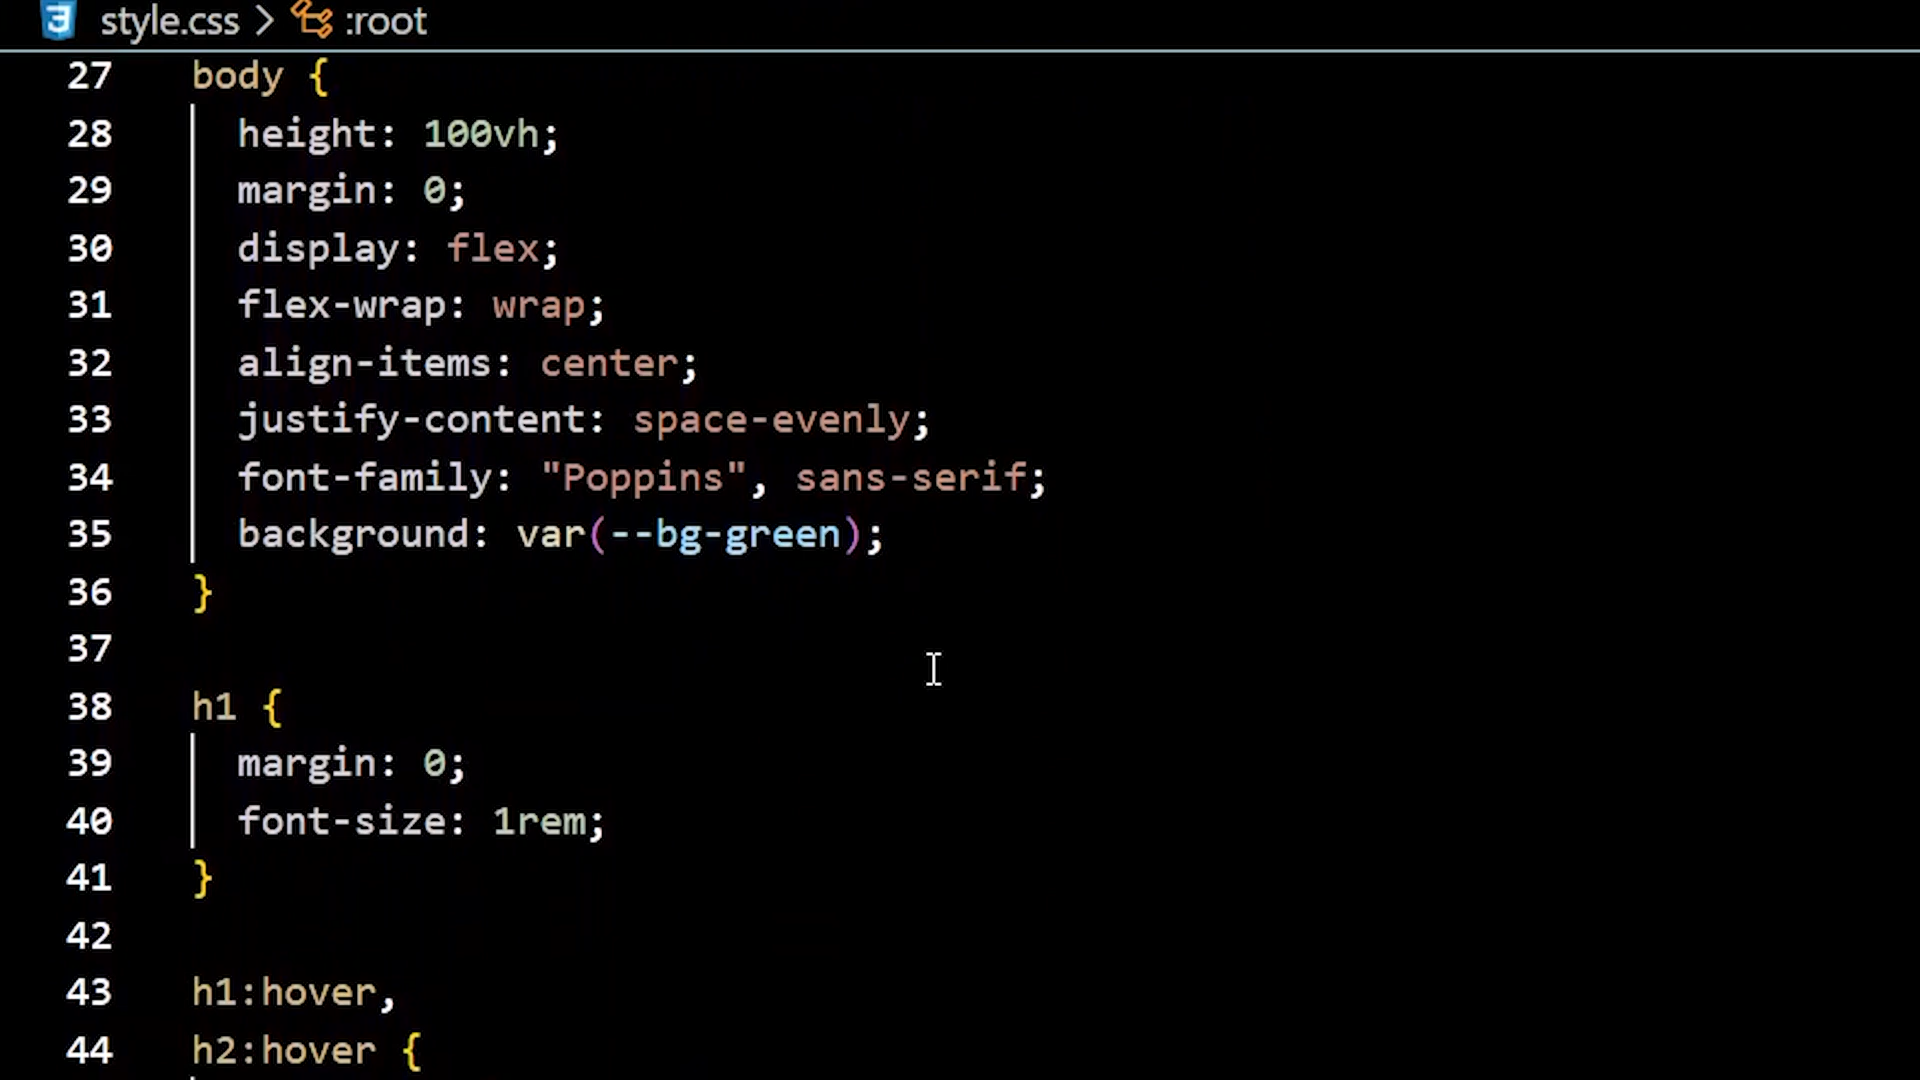 style.css > :root
27 body {
28 height: 100vh;
29 margin: 0;
30 display: flex;
31 flex-wrap: wrap;
32 align-items: center;
33 justify-content: space-evenly;
34 font-family: "Poppins", sans-serif;
35 background: var(--bg-green);
36 }
37
38 h1 {
39 margin: 0;
40 font-size: 1rem;
41 }
42
43 h1:hover,
44 h2:hover {